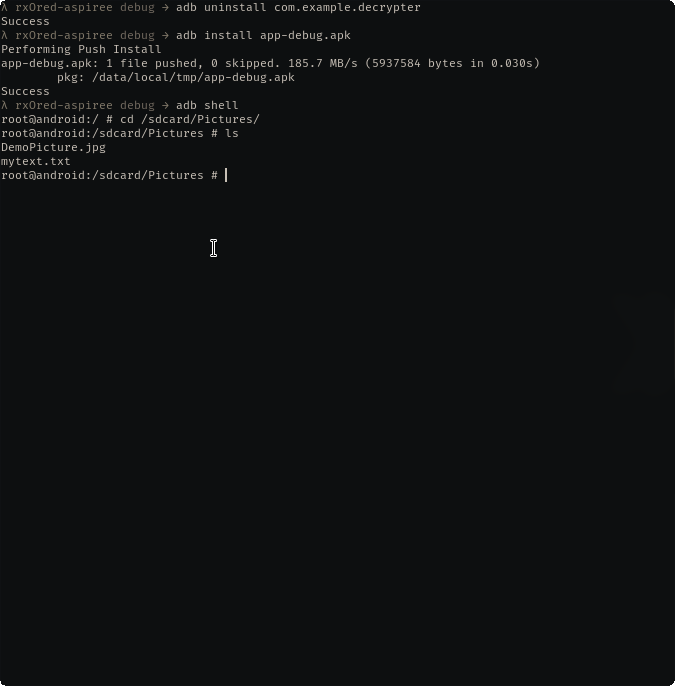 λ rxOred-aspiree debug → adb uninstall com.example.decrypter
Success
λ rxOred-aspiree debug → adb install app-debug.apk
Performing Push Install
app-debug.apk: 1 file pushed, 0 skipped. 185.7 MB/s (5937584 bytes in 0.030s)
        pkg: /data/local/tmp/app-debug.apk
Success
λ rxOred-aspiree debug → adb shell
root@android:/ # cd /sdcard/Pictures/
root@android:/sdcard/Pictures # ls
DemoPicture.jpg
mytext.txt
root@android:/sdcard/Pictures #